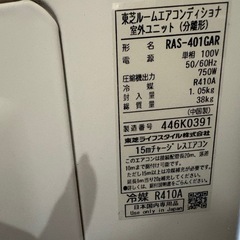 東芝ルームエアコンディショナ
室外ユニット(分離形)
RAS-401GAR
電源 単相 100V
50/60Hz
圧縮機出力 750W
冷媒 R410A
1.05kg
38kg
(中国製)
製造番号 446K0391
東芝ライフスタイル株式会社
15mチャージレスエアコン
冷媒 R410A
日本国内専用品
Use only in Japan